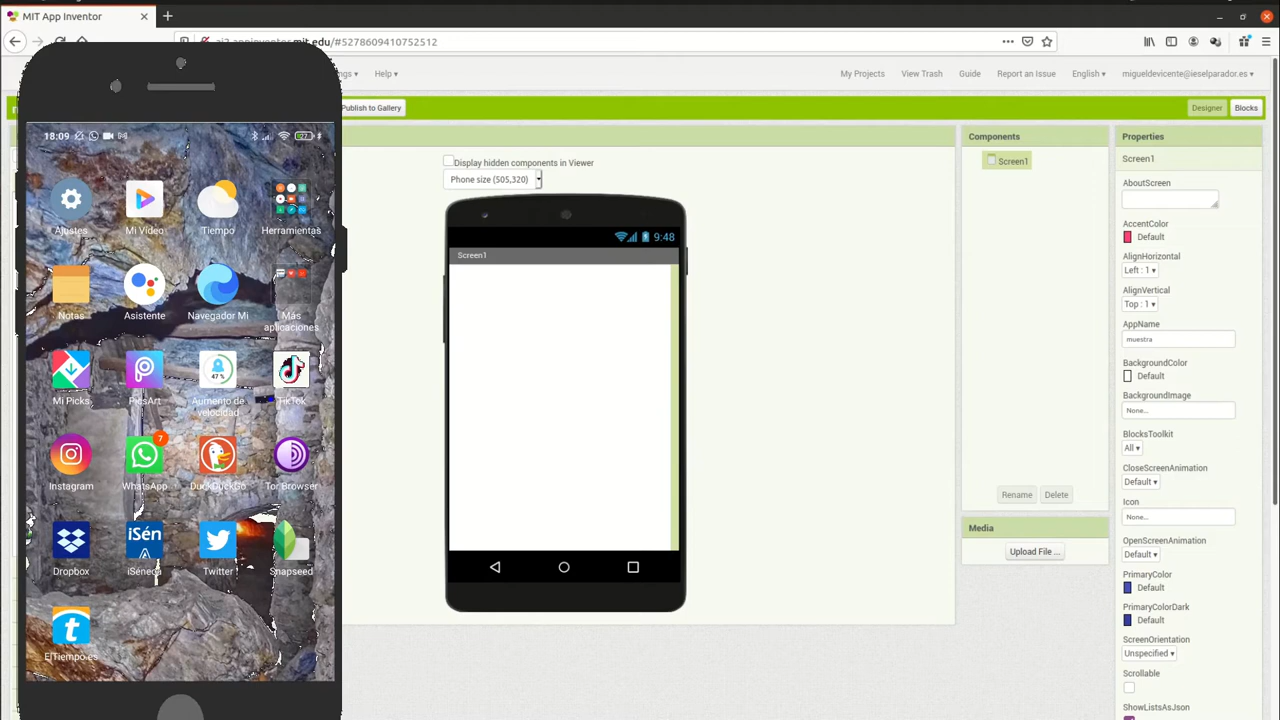 MIT App Inventor
ai2.appinventor.mit.edu/#5278609410752512
Help
My Projects
View Trash
Guide
Report an Issue
English
migueldevicente@ieselparador.es
Publish to Gallery
Designer
Blocks
18:09
27
Ajustes
Mi Vídeo
Tiempo
Herramientas
Notas
Asistente
Navegador Mi
Más
aplicaciones
47 %
Mi Picks
PicsArt
Aumento de
velocidad
TikTok
7
Instagram
WhatsApp
DuckDuckGo
Tor Browser
iSén
Dropbox
iSéneca
Twitter
Snapseed
t
ElTiempo.es
Display hidden components in Viewer
Phone size (505,320)
9:48
Screen1
Components
Screen1
Rename
Delete
Media
Upload File ...
Properties
Screen1
AboutScreen
AccentColor
Default
AlignHorizontal
Left : 1
AlignVertical
Top : 1
AppName
muestra
BackgroundColor
Default
BackgroundImage
None...
BlocksToolkit
All
CloseScreenAnimation
Default
Icon
None...
OpenScreenAnimation
Default
PrimaryColor
Default
PrimaryColorDark
Default
ScreenOrientation
Unspecified
Scrollable
ShowListsAsJson